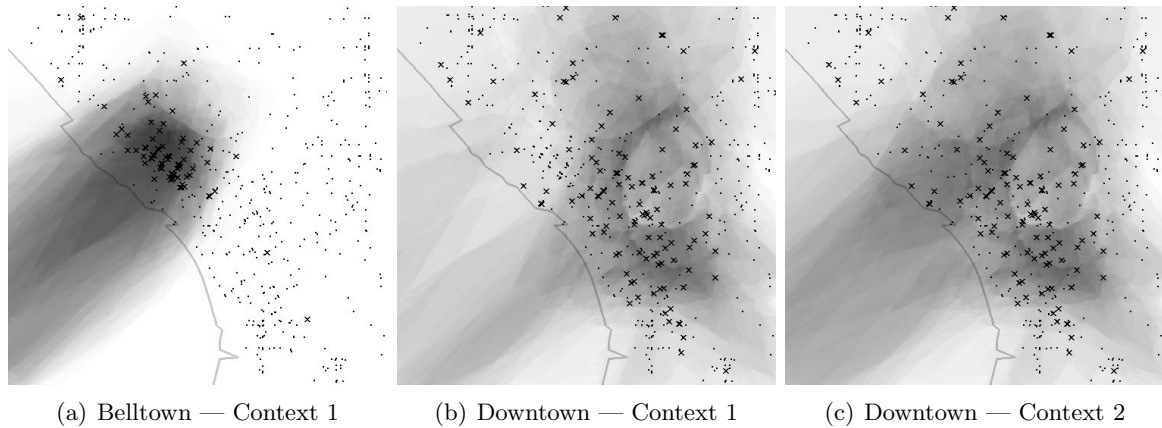 (a) Belltown — Context 1
(b) Downtown — Context 1
(c) Downtown — Context 2